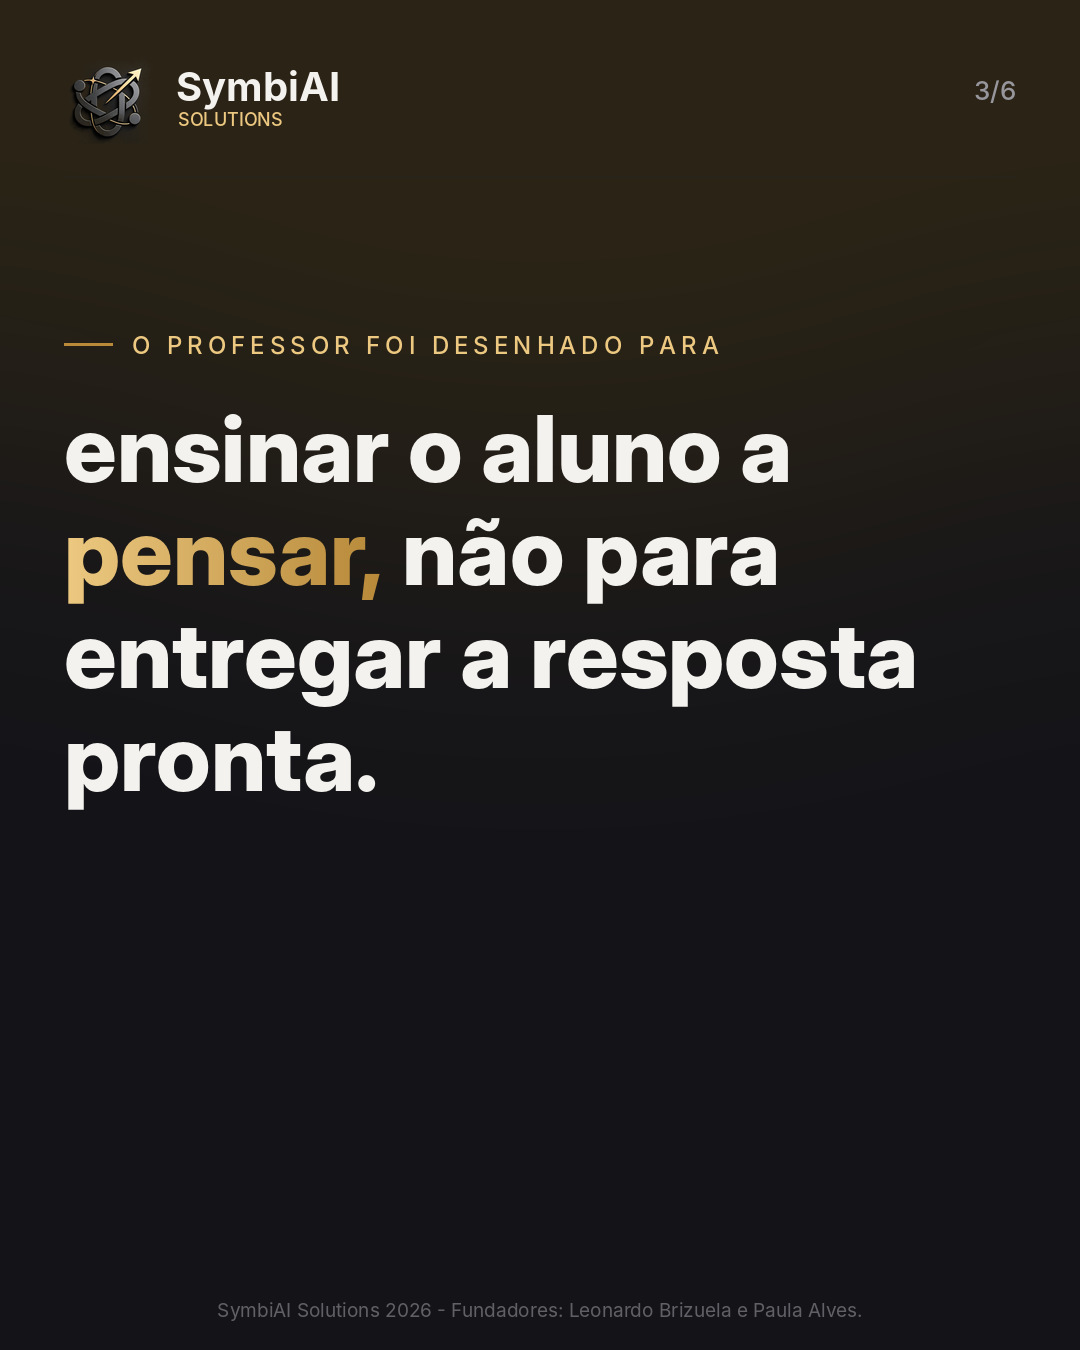 SymbiAI
SOLUTIONS
3/6
O PROFESSOR FOI DESENHADO PARA
ensinar o aluno a
pensar, não para
entregar a resposta
pronta.
SymbiAI Solutions 2026 - Fundadores: Leonardo Brizuela e Paula Alves.